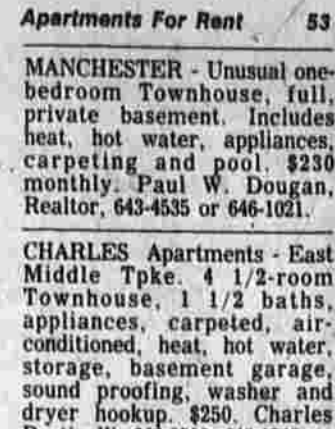 Apartments For Rent 53
MANCHESTER - Unusual one-
bedroom Townhouse, full,
private basement. Includes
heat, hot water, appliances,
carpeting and pool. $230
monthly. Paul W. Dougan,
Realtor, 643-4535 or 646-1021.
CHARLES Apartments - East
Middle Tpke. 4 1/2-room
Townhouse, 1 1/2 baths,
appliances, carpeted, air,
conditioned, heat, hot water,
storage, basement garage,
sound proofing, washer and
dryer hookup. $250. Charles